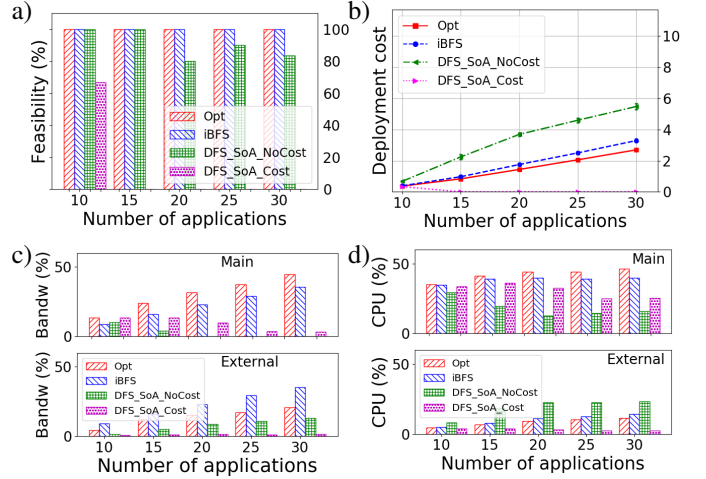 a)
Feasibility (%)
100
80
60
40
20
0
Opt
iBFS
DFS_SoA_NoCost
DFS_SoA_Cost
10 15 20 25 30
Number of applications
b)
Deployment cost
Opt
iBFS
DFS_SoA_NoCost
DFS_SoA_Cost
10
8
6
4
2
0
10 15 20 25 30
Number of applications
c)
Bandw (%)
50
0
Main
Bandw (%)
50
0
External
Opt
iBFS
DFS_SoA_NoCost
DFS_SoA_Cost
10 15 20 25 30
Number of applications
d)
CPU (%)
50
0
Main
CPU (%)
50
0
External
Opt
iBFS
DFS_SoA_NoCost
DFS_SoA_Cost
10 15 20 25 30
Number of applications